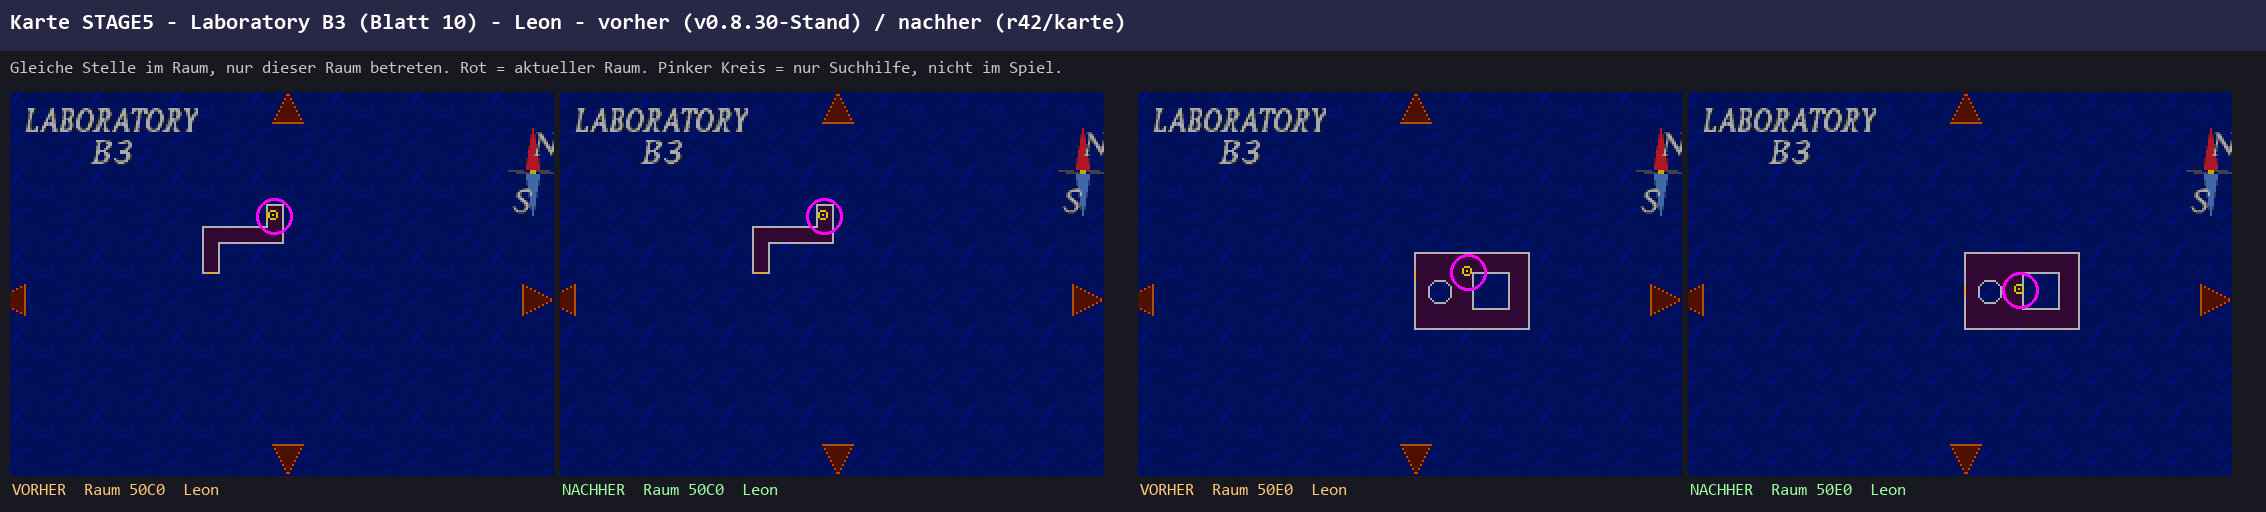 Karte STAGE5 - Laboratory B3 (Blatt 10) - Leon - vorher (v0.8.30-Stand) / nachher (r42/karte)
Gleiche Stelle im Raum, nur dieser Raum betreten. Rot = aktueller Raum. Pinker Kreis = nur Suchhilfe, nicht im Spiel.
LABORATORY
B3
N
S
LABORATORY
B3
N
S
LABORATORY
B3
N
S
LABORATORY
B3
N
S
VORHER Raum 50C0 Leon
NACHHER Raum 50C0 Leon
VORHER Raum 50E0 Leon
NACHHER Raum 50E0 Leon